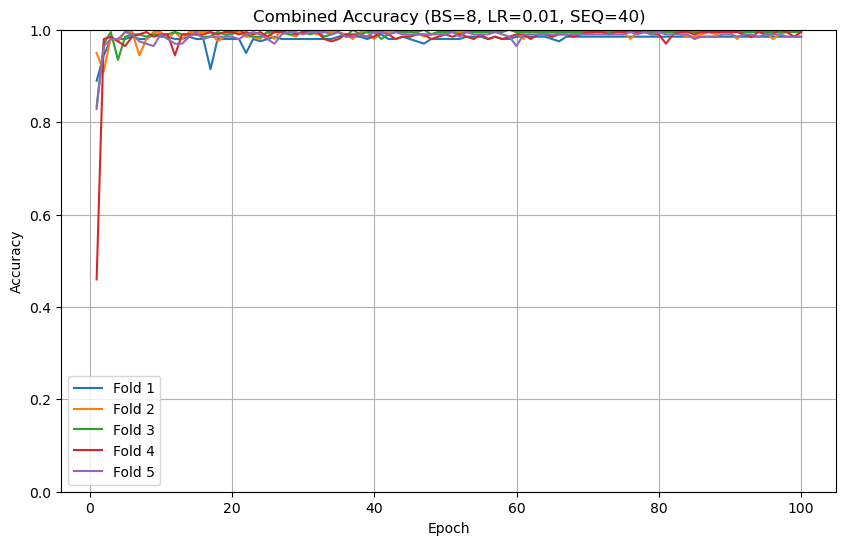 Combined Accuracy (BS=8, LR=0.01, SEQ=40)
1.0
0.8
0.6
0.4
0.2
0.0
Accuracy
Fold 1
Fold 2
Fold 3
Fold 4
Fold 5
0 20 40 60 80 100
Epoch